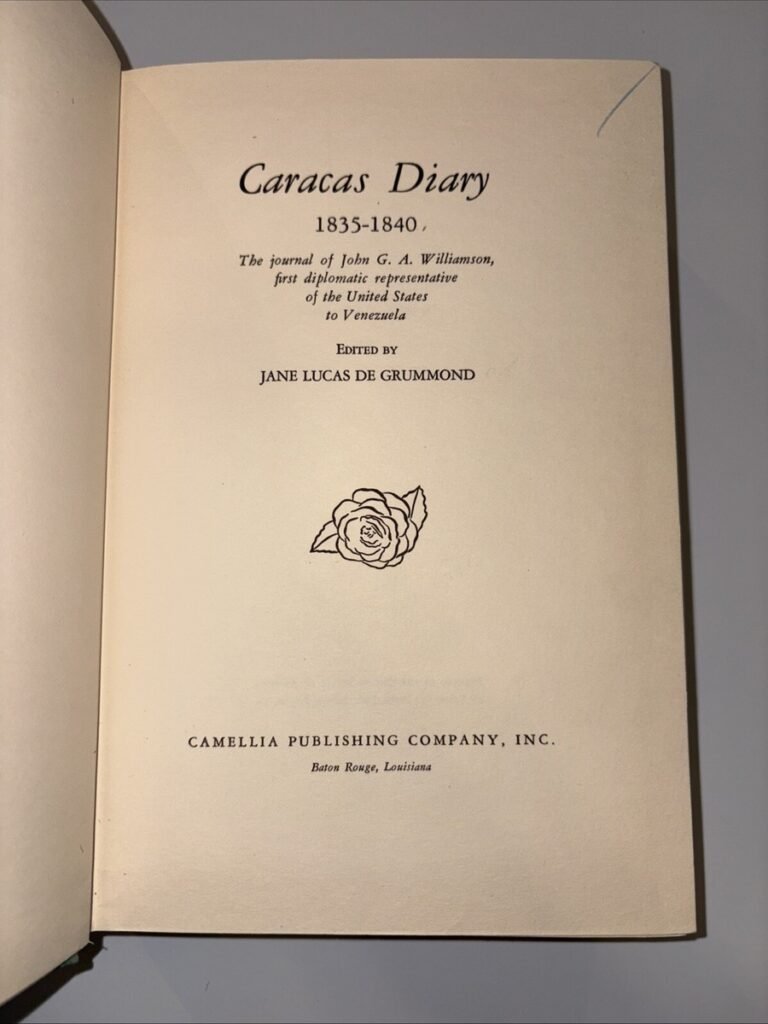 Caracas Diary
1835-1840
The journal of John G. A. Williamson,
first diplomatic representative
of the United States
to Venezuela
EDITED BY
JANE LUCAS DE GRUMMOND
CAMELLIA PUBLISHING COMPANY, INC.
Baton Rouge, Louisiana